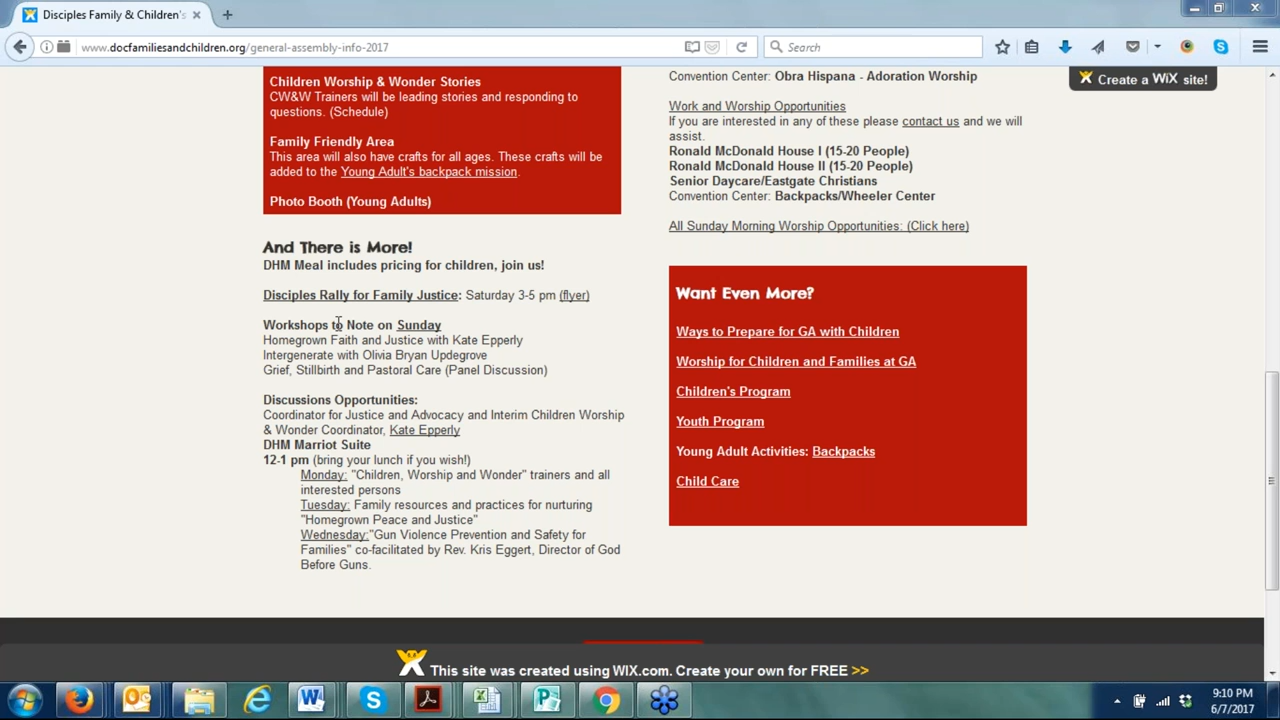 Disciples Family & Children's
www.docfamiliesandchildren.org/general-assembly-info-2017
Search
Create a WiX site!
Children Worship & Wonder Stories
CW&W Trainers will be leading stories and responding to
questions. (Schedule)
Family Friendly Area
This area will also have crafts for all ages. These crafts will be
added to the Young Adult's backpack mission.
Photo Booth (Young Adults)
And There is More!
DHM Meal includes pricing for children, join us!
Disciples Rally for Family Justice: Saturday 3-5 pm (flyer)
Workshops to Note on Sunday
Homegrown Faith and Justice with Kate Epperly
Intergenerate with Olivia Bryan Updegrove
Grief, Stillbirth and Pastoral Care (Panel Discussion)
Discussions Opportunities:
Coordinator for Justice and Advocacy and Interim Children Worship
& Wonder Coordinator, Kate Epperly
DHM Marriot Suite
12-1 pm (bring your lunch if you wish!)
Monday: "Children, Worship and Wonder" trainers and all
interested persons
Tuesday: Family resources and practices for nurturing
"Homegrown Peace and Justice"
Wednesday:"Gun Violence Prevention and Safety for
Families" co-facilitated by Rev. Kris Eggert, Director of God
Before Guns.
Convention Center: Obra Hispana - Adoration Worship
Work and Worship Opportunities
If you are interested in any of these please contact us and we will
assist.
Ronald McDonald House I (15-20 People)
Ronald McDonald House II (15-20 People)
Senior Daycare/Eastgate Christians
Convention Center: Backpacks/Wheeler Center
All Sunday Morning Worship Opportunities: (Click here)
Want Even More?
Ways to Prepare for GA with Children
Worship for Children and Families at GA
Children's Program
Youth Program
Young Adult Activities: Backpacks
Child Care
This site was created using WIX.com. Create your own for FREE >>
9:10 PM
6/7/2017